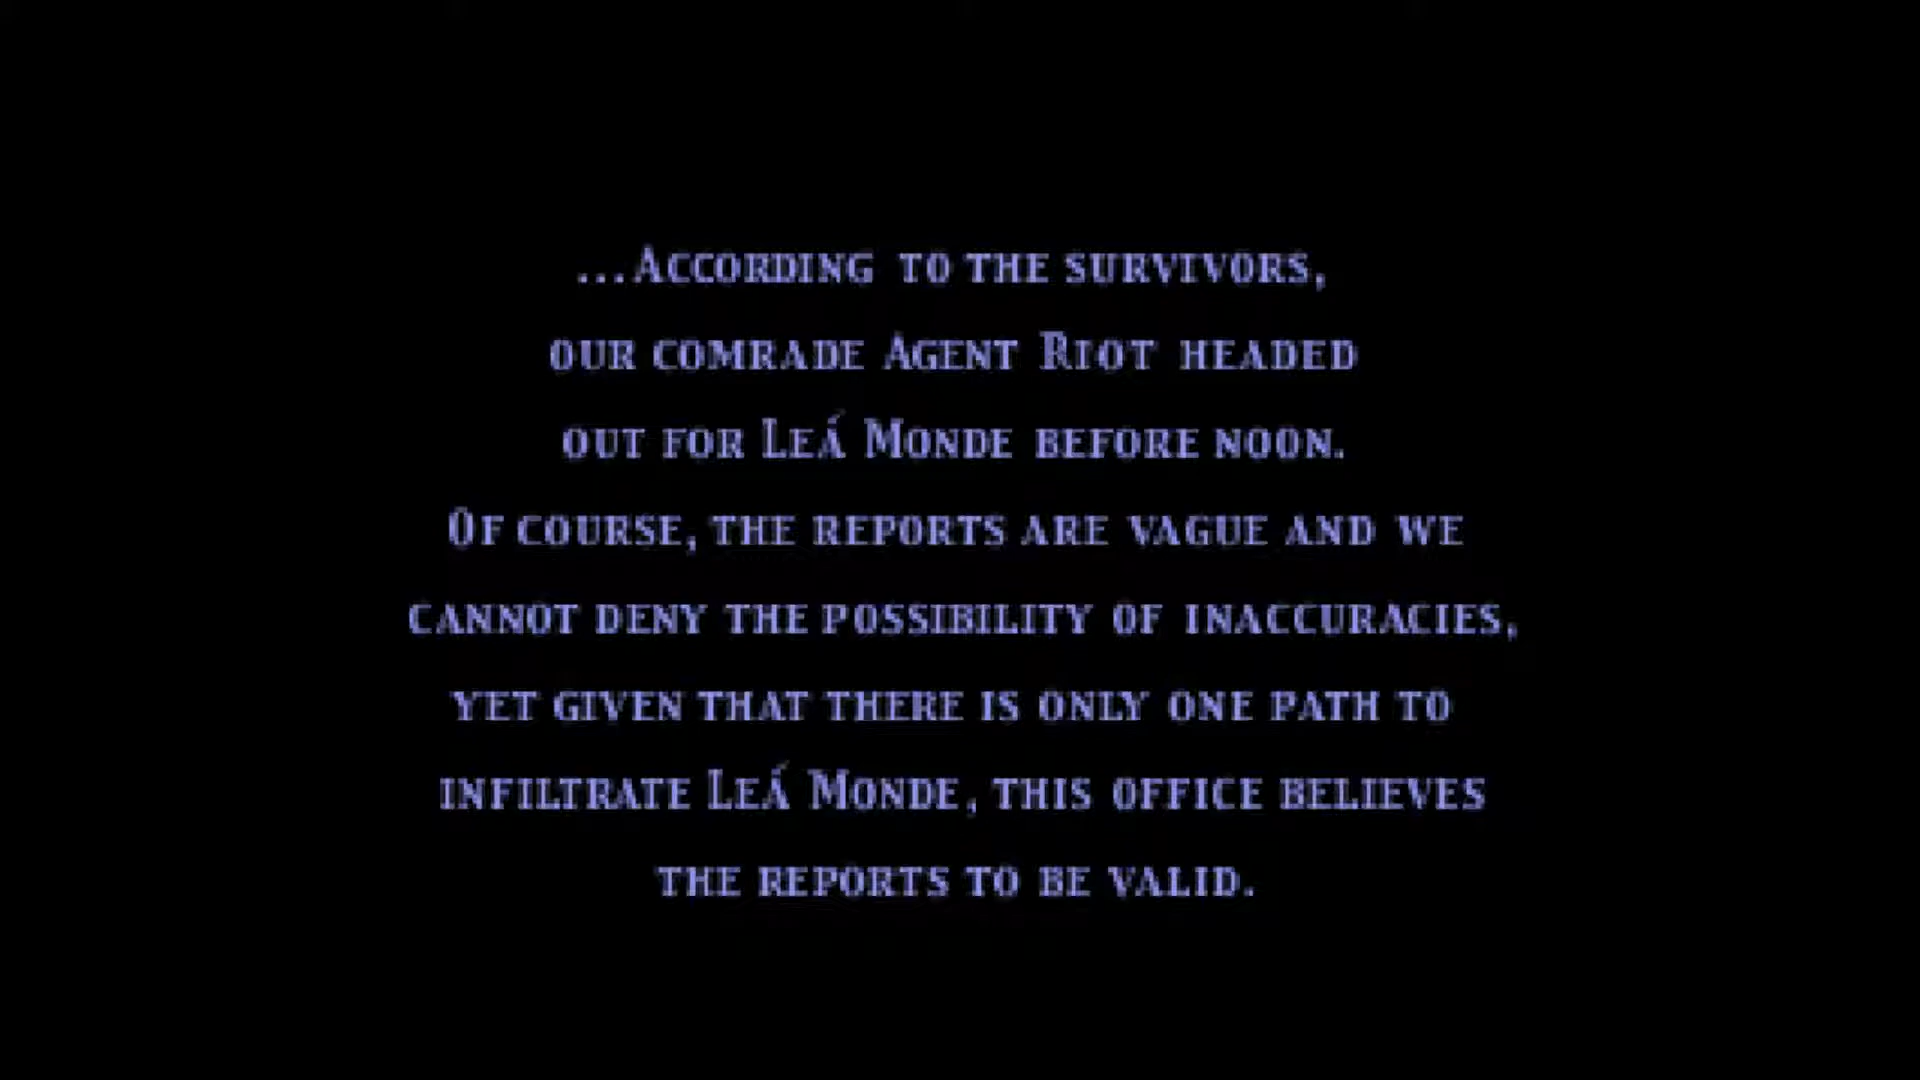 ...According to the survivors,
our comrade Agent Riot headed
out for Leá Monde before noon.
Of course, the reports are vague and we
cannot deny the possibility of inaccuracies,
yet given that there is only one path to
infiltrate Leá Monde, this office believes
the reports to be valid.